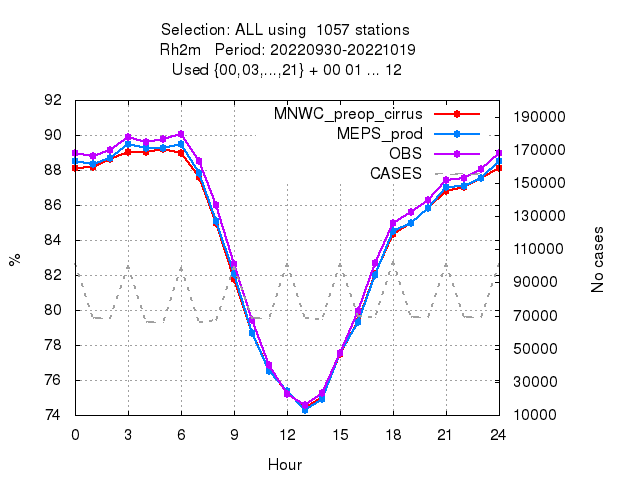 Selection: ALL using  1057 stations
Rh2m   Period: 20220930-20221019
Used {00,03,...,21} + 00 01 ... 12
MNWC_preop_cirrus
MEPS_prod
OBS
CASES
92
90
88
86
84
82
80
78
76
74
%
190000
170000
150000
130000
110000
90000
70000
50000
30000
10000
No cases
0 3 6 9 12 15 18 21 24
Hour